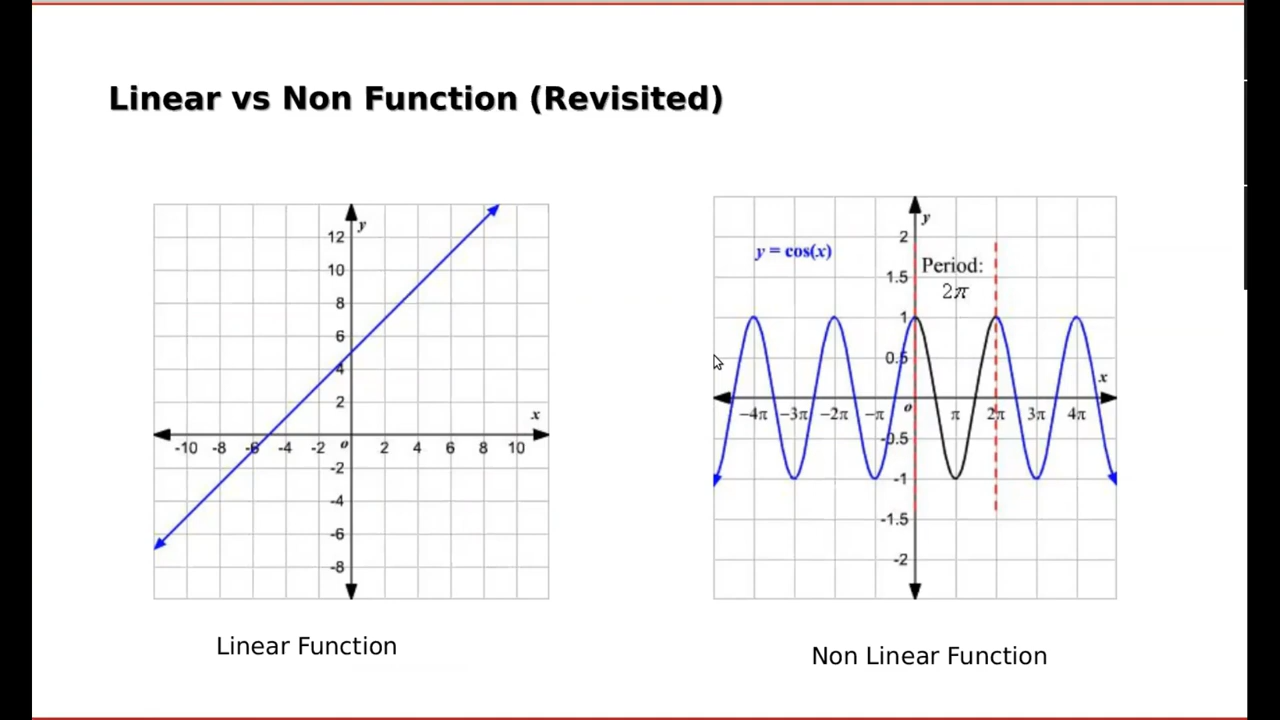 Linear vs Non Function (Revisited)
y
12
10
8
6
4
2
x
-10 -8 -6 -4 -2 o 2 4 6 8 10
-2
-4
-6
-8
Linear Function
y
2
y = cos(x)
Period:
1.5
2π
1
0.5
x
o
−4π −3π −2π −π π 2π 3π 4π
-0.5
-1
-1.5
-2
Non Linear Function